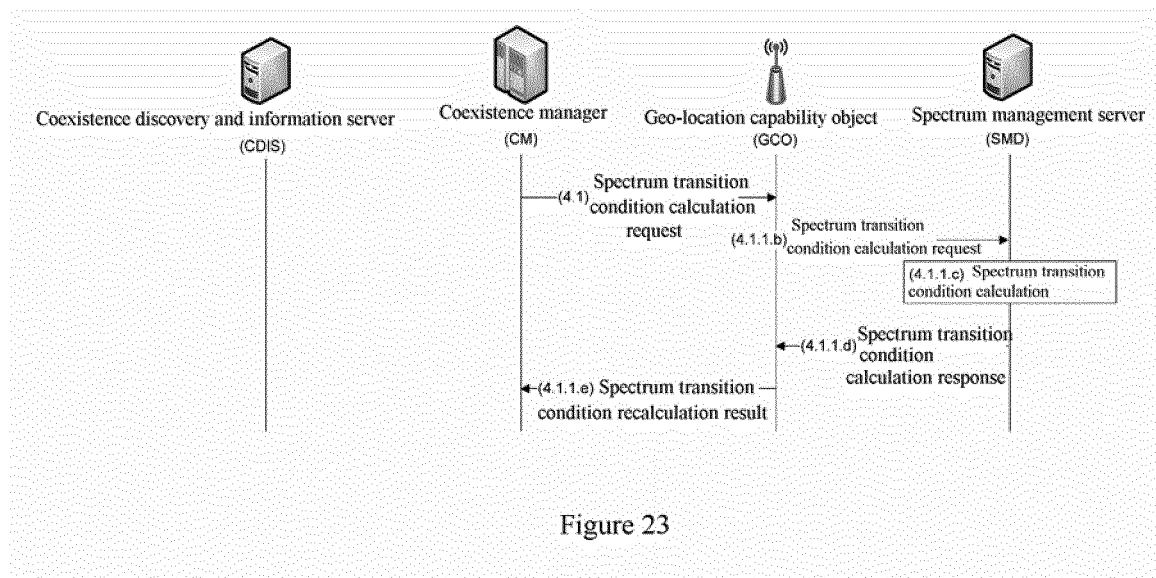 Coexistence discovery and information server
(CDIS)
Coexistence manager
(CM)
Geo-location capability object
(GCO)
Spectrum management server
(SMD)
(4.1) Spectrum transition
condition calculation
request
(4.1.1.b) Spectrum transition
condition calculation request
(4.1.1.c) Spectrum transition
condition calculation
(4.1.1.d) Spectrum transition
condition
calculation response
(4.1.1.e) Spectrum transition
condition recalculation result
Figure 23